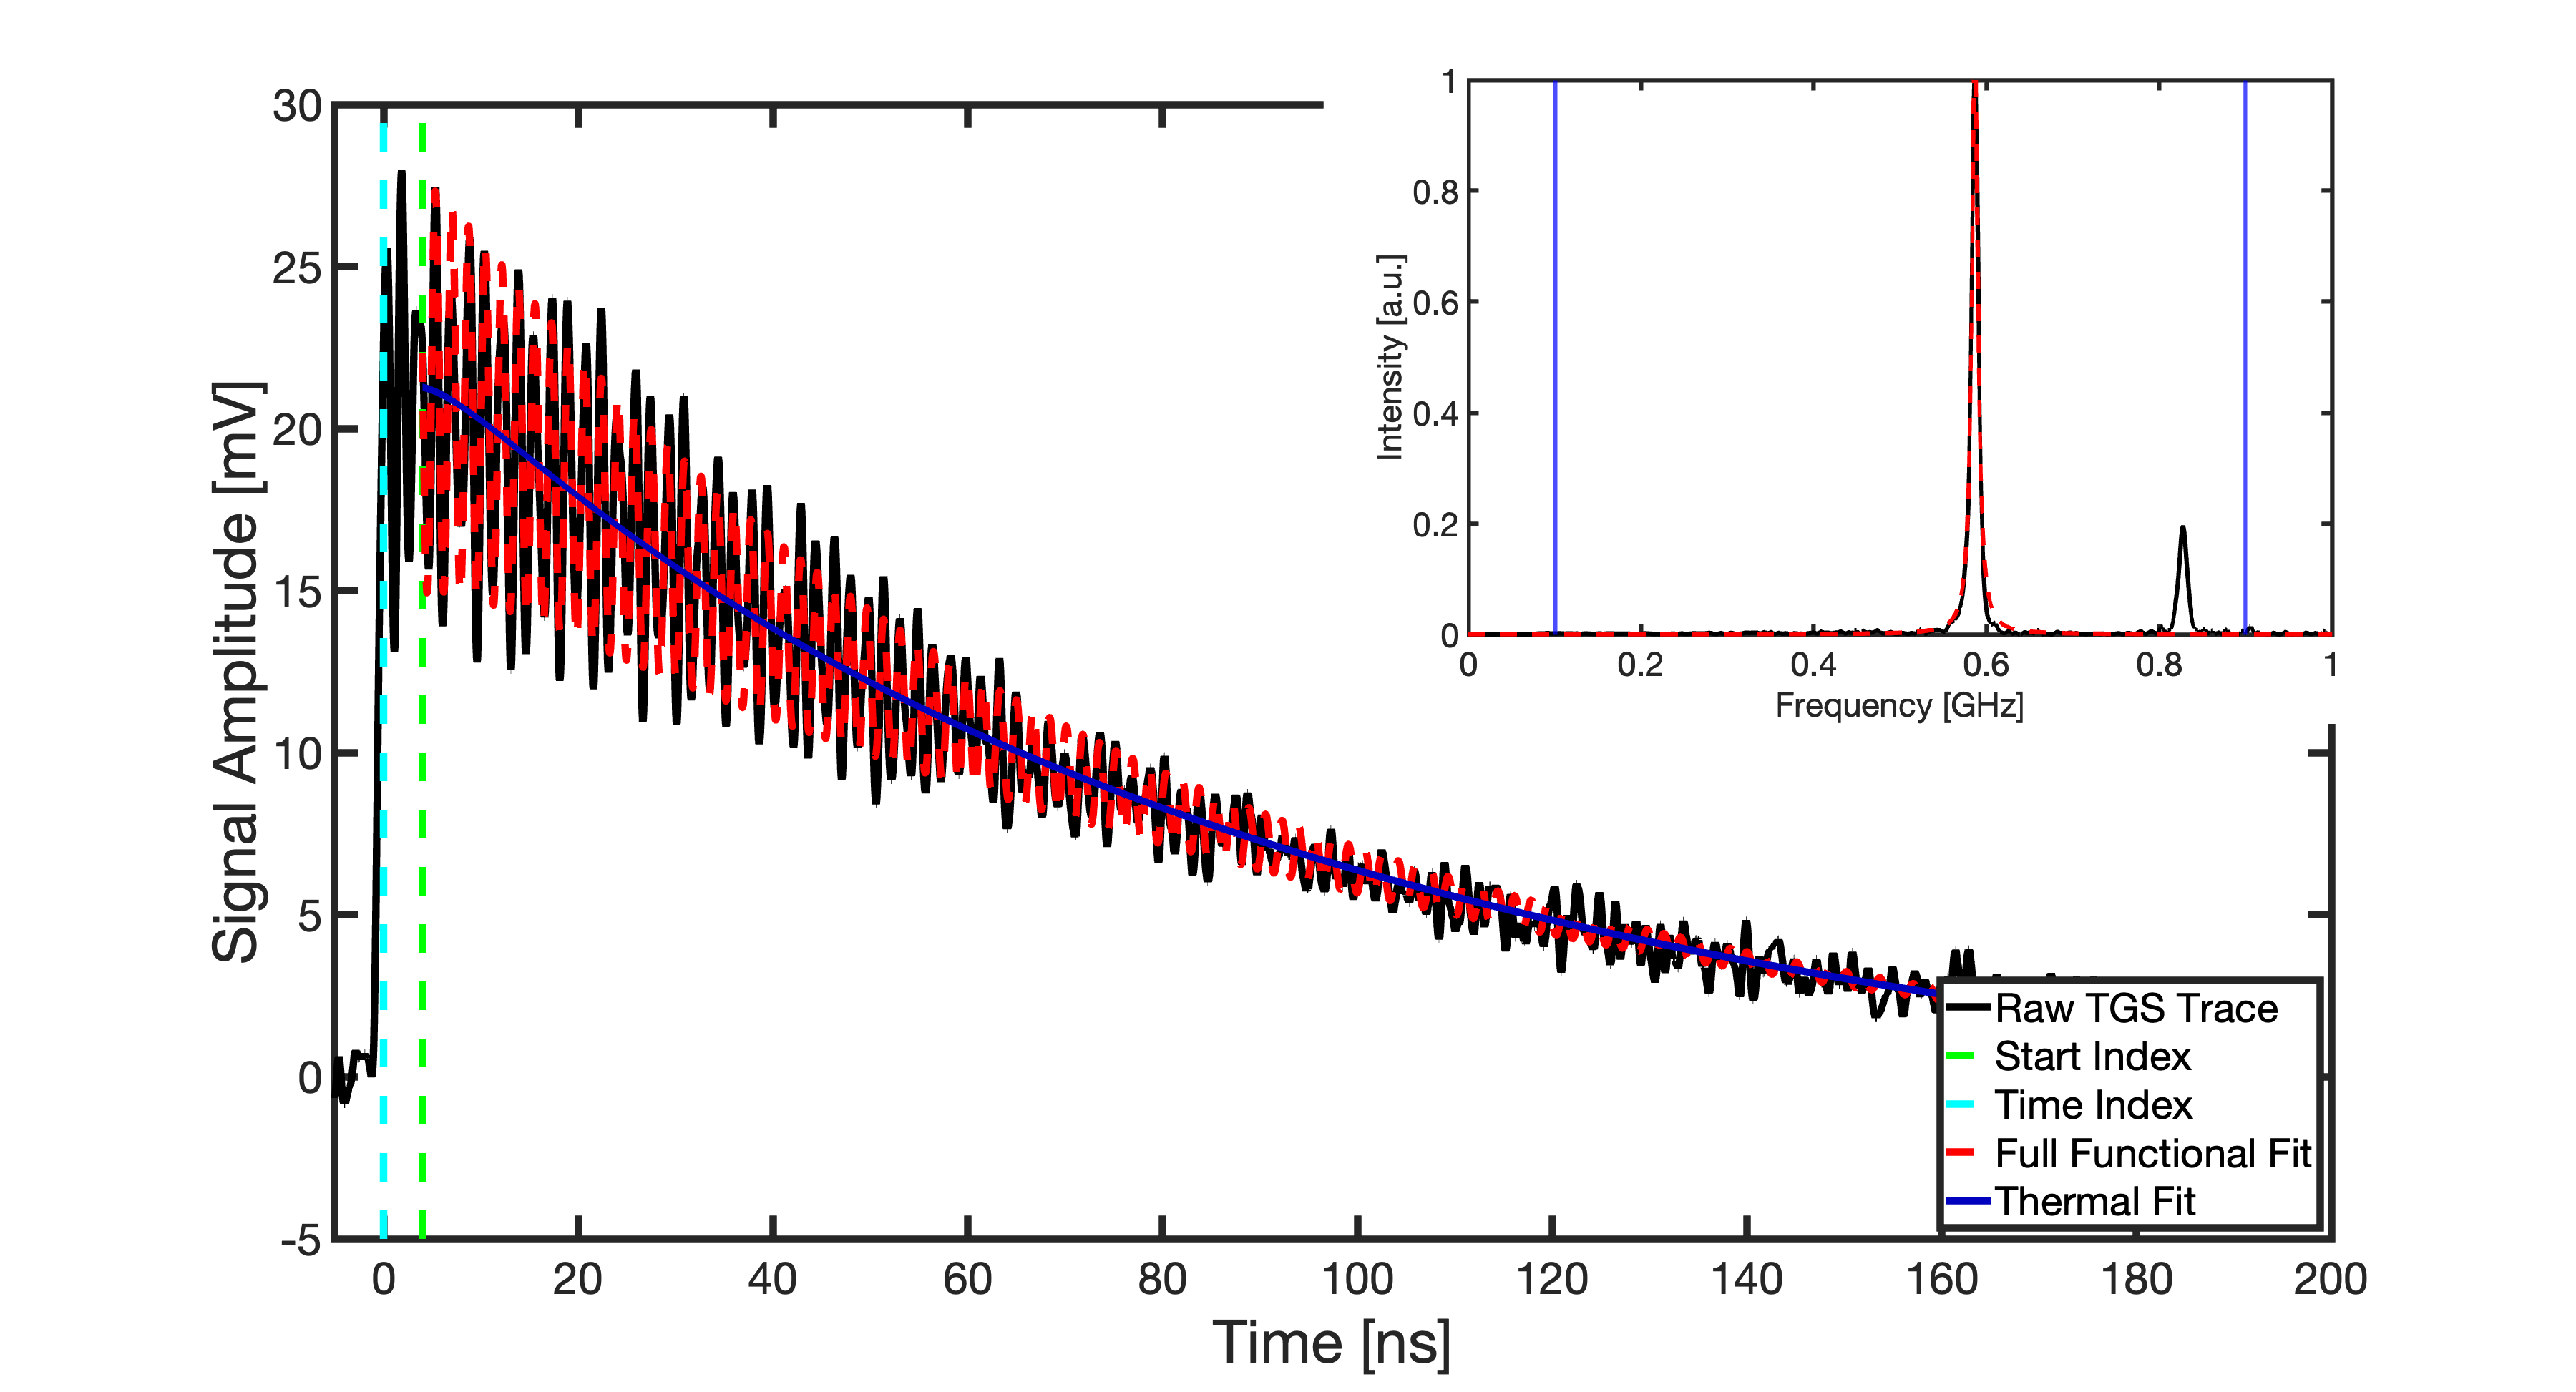 30
25
20
15
10
5
0
-5
Signal Amplitude [mV]
0 20 40 60 80 100 120 140 160 180 200
Time [ns]
1
0.8
0.6
0.4
0.2
0
Intensity [a.u.]
0 0.2 0.4 0.6 0.8 1
Frequency [GHz]
Raw TGS Trace
Start Index
Time Index
Full Functional Fit
Thermal Fit